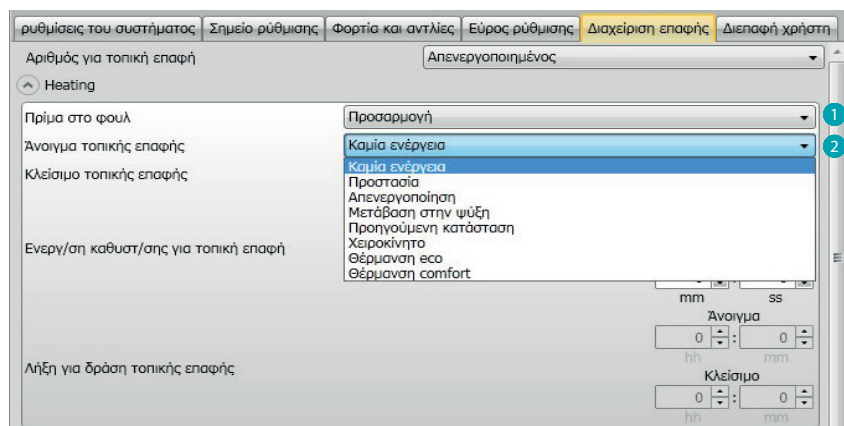 ρυθμίσεις του συστήματος Σημείο ρύθμισης Φορτία και αντλίες Εύρος ρύθμισης Διαχείριση επαφής Διεπαφή χρήστη
Αριθμός για τοπική επαφή Απενεργοποιημένος
Heating
Πρίμα στο φουλ Προσαρμογή 1
Άνοιγμα τοπικής επαφής Καμία ενέργεια 2
Κλείσιμο τοπικής επαφής
Καμία ενέργεια
Προστασία
Απενεργοποίηση
Μετάβαση στην ψύξη
Προηγούμενη κατάσταση
Χειροκίνητο
Θέρμανση eco
Θέρμανση comfort
Ενεργ/ση καθυστ/σης για τοπική επαφή
mm ss
Άνοιγμα
0 : 0
hh mm
Λήξη για δράση τοπικής επαφής
Κλείσιμο
0 : 0
hh mm